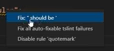 Fix: " should be '
Fix all auto-fixable tslint failures
Disable rule 'quotemark'